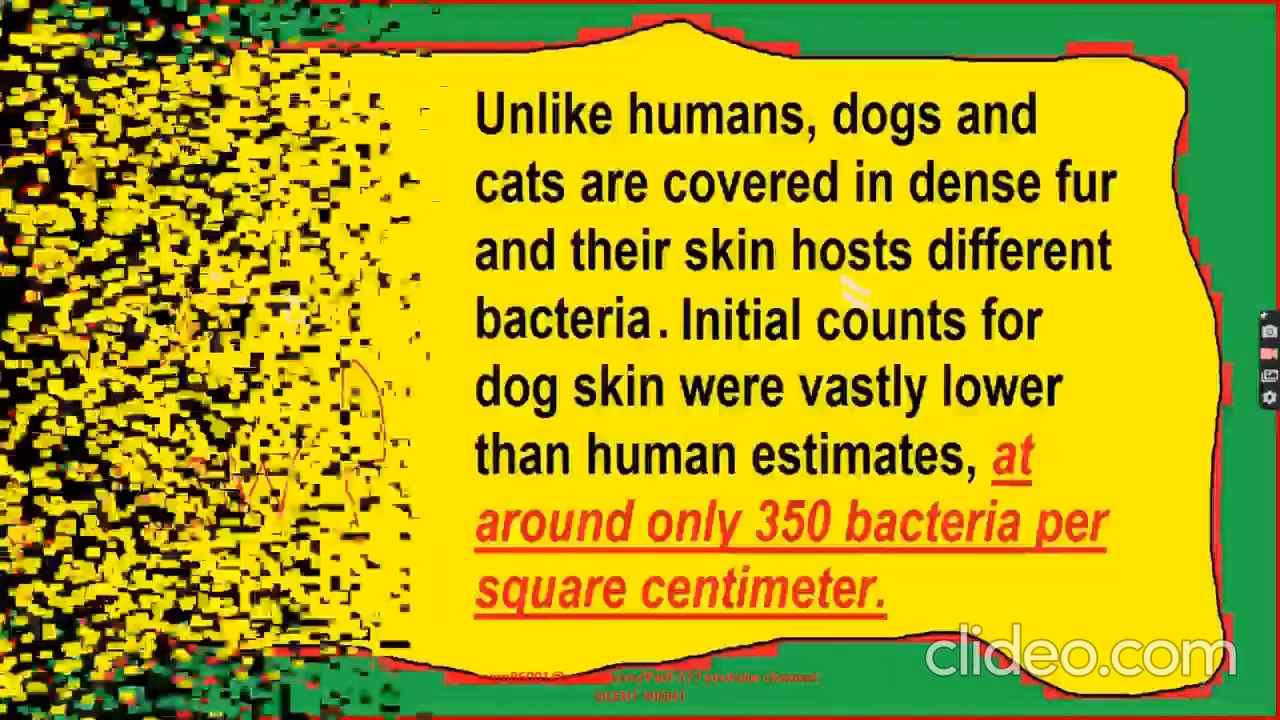 Unlike humans, dogs and
cats are covered in dense fur
and their skin hosts different
bacteria. Initial counts for
dog skin were vastly lower
than human estimates, at
around only 350 bacteria per
square centimeter.
clideo.com
youtube channel:
SILENT NIGHT